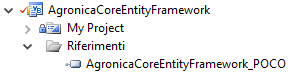 AgronicaCoreEntityFramework
My Project
Riferimenti
AgronicaCoreEntityFramework_POCO